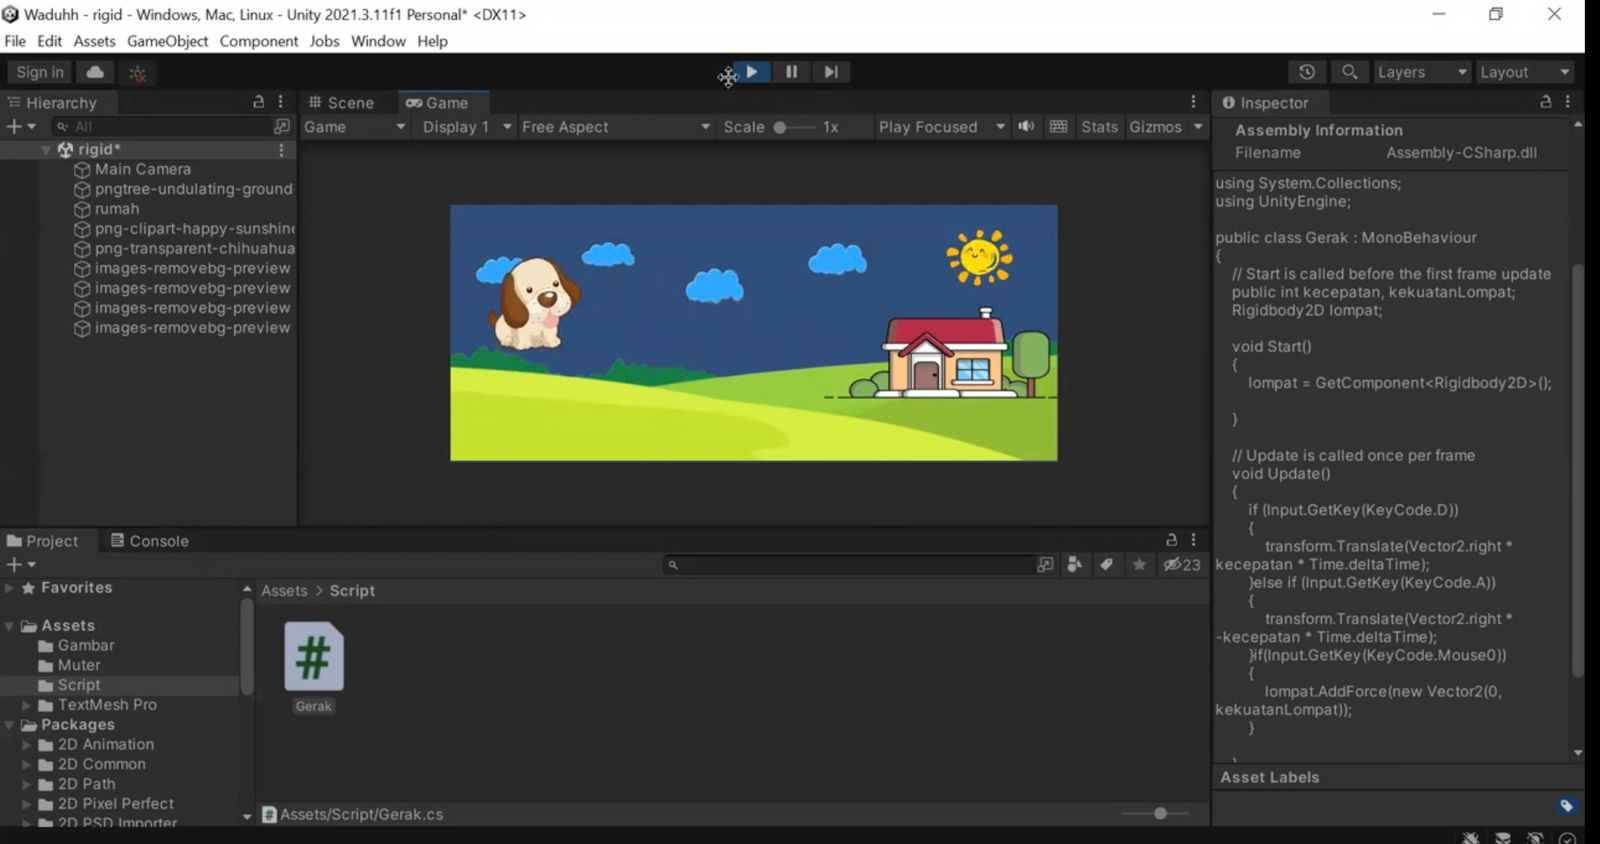 Waduhh - rigid - Windows, Mac, Linux - Unity 2021.3.11f1 Personal* <DX11>
File Edit Assets GameObject Component Jobs Window Help
Sign in
Layers
Layout
Hierarchy
All
rigid*
Main Camera
pngtree-undulating-ground
rumah
png-clipart-happy-sunshine
png-transparent-chihuahua
images-removebg-preview
images-removebg-preview
images-removebg-preview
images-removebg-preview
Scene Game
Game Display 1 Free Aspect Scale 1x Play Focused Stats Gizmos
Inspector
Assembly Information
Filename Assembly-CSharp.dll
using System.Collections;
using UnityEngine;
public class Gerak : MonoBehaviour
{
// Start is called before the first frame update
public int kecepatan, kekuatanLompat;
Rigidbody2D lompat;
void Start()
{
lompat = GetComponent<Rigidbody2D>();
}
// Update is called once per frame
void Update()
{
if (Input.GetKey(KeyCode.D))
{
transform.Translate(Vector2.right *
kecepatan * Time.deltaTime);
}else if (Input.GetKey(KeyCode.A))
{
transform.Translate(Vector2.right *
-kecepatan * Time.deltaTime);
}if(Input.GetKey(KeyCode.Mouse0))
{
lompat.AddForce(new Vector2(0,
kekuatanLompat));
}
Asset Labels
Project Console
23
Favorites
Assets
Gambar
Muter
Script
TextMesh Pro
Packages
2D Animation
2D Common
2D Path
2D Pixel Perfect
2D PSD Importer
Assets > Script
#
Gerak
Assets/Script/Gerak.cs